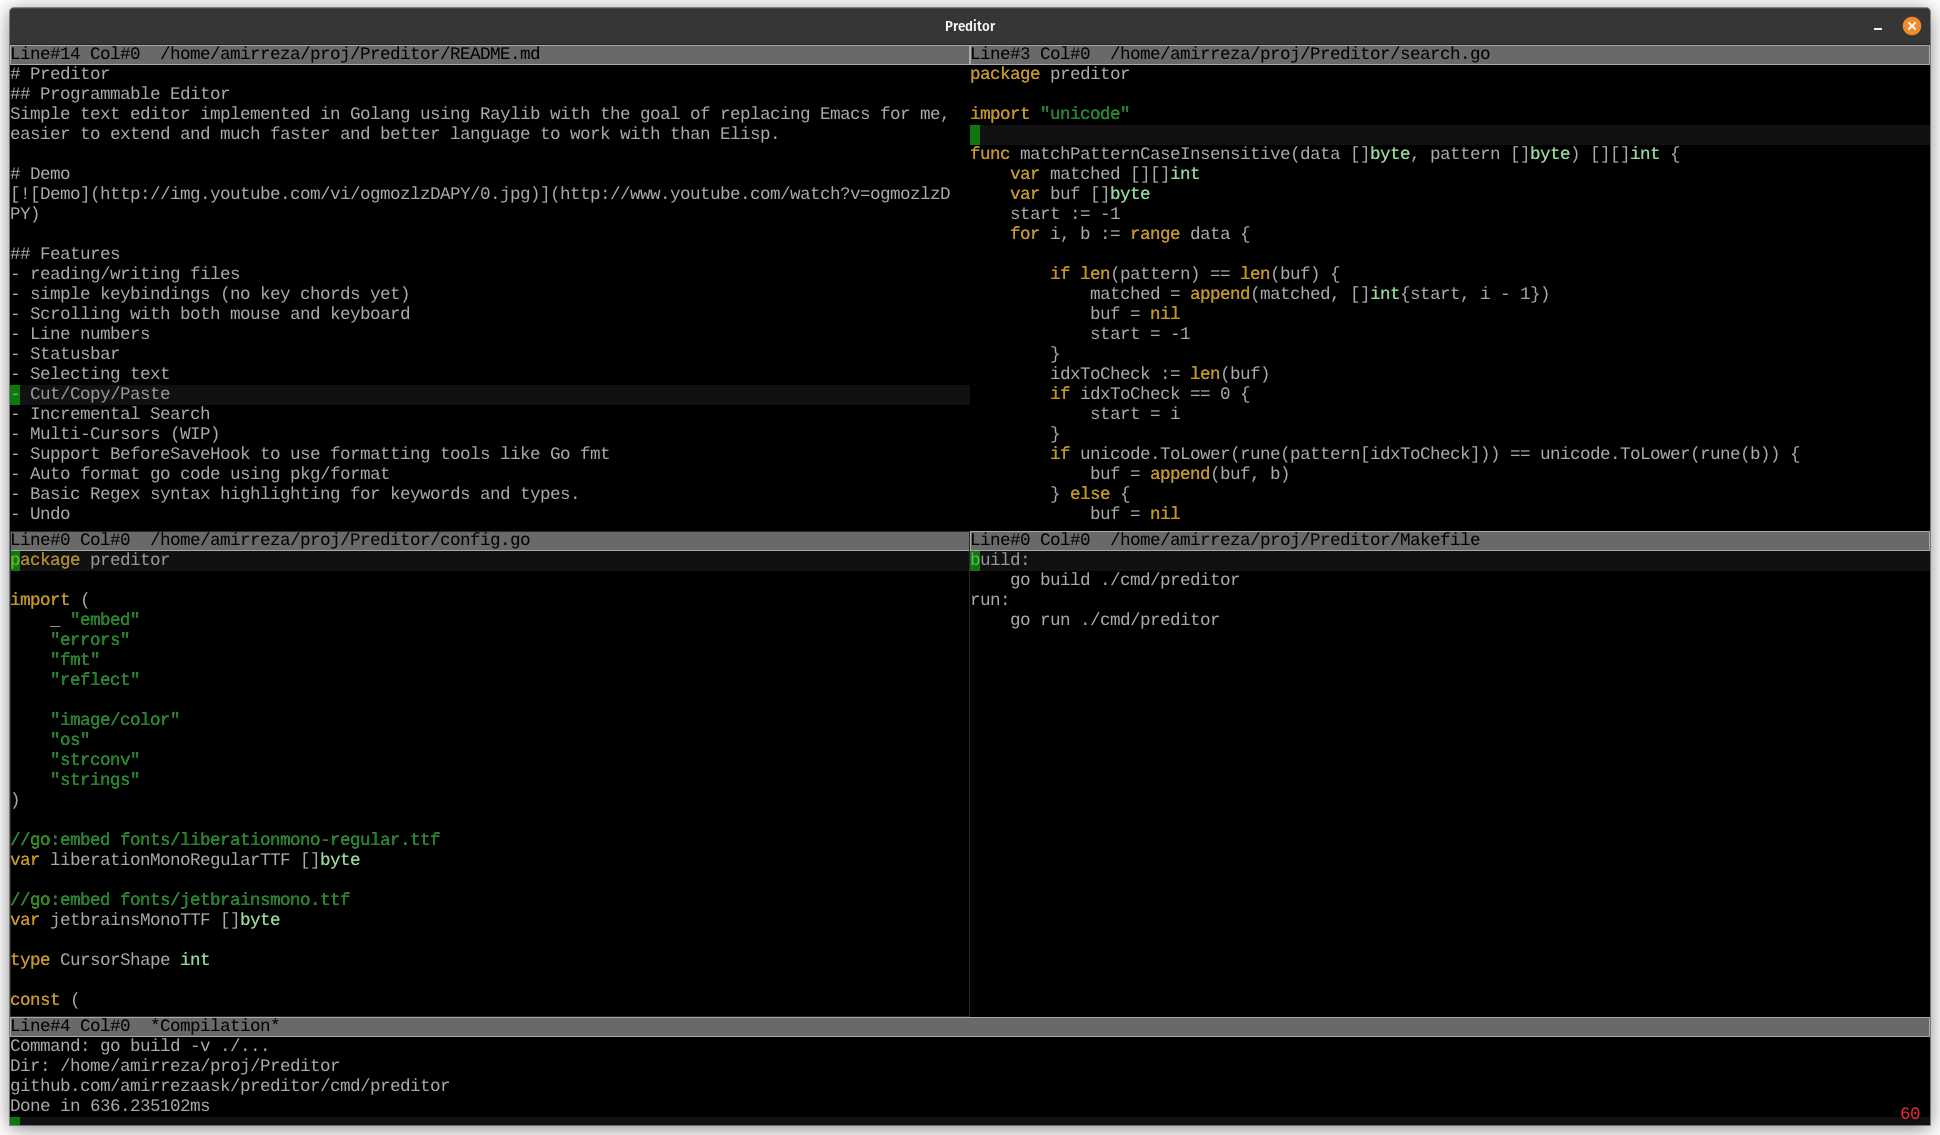 Preditor
Line#14 Col#0  /home/amirreza/proj/Preditor/README.md
# Preditor
## Programmable Editor
Simple text editor implemented in Golang using Raylib with the goal of replacing Emacs for me,
easier to extend and much faster and better language to work with than Elisp.

# Demo
[![Demo](http://img.youtube.com/vi/ogmozlzDAPY/0.jpg)](http://www.youtube.com/watch?v=ogmozlzD
PY)

## Features
- reading/writing files
- simple keybindings (no key chords yet)
- Scrolling with both mouse and keyboard
- Line numbers
- Statusbar
- Selecting text
- Cut/Copy/Paste
- Incremental Search
- Multi-Cursors (WIP)
- Support BeforeSaveHook to use formatting tools like Go fmt
- Auto format go code using pkg/format
- Basic Regex syntax highlighting for keywords and types.
- Undo
Line#3 Col#0  /home/amirreza/proj/Preditor/search.go
package preditor

import "unicode"

func matchPatternCaseInsensitive(data []byte, pattern []byte) [][]int {
    var matched [][]int
    var buf []byte
    start := -1
    for i, b := range data {

        if len(pattern) == len(buf) {
            matched = append(matched, []int{start, i - 1})
            buf = nil
            start = -1
        }
        idxToCheck := len(buf)
        if idxToCheck == 0 {
            start = i
        }
        if unicode.ToLower(rune(pattern[idxToCheck])) == unicode.ToLower(rune(b)) {
            buf = append(buf, b)
        } else {
            buf = nil
Line#0 Col#0  /home/amirreza/proj/Preditor/config.go
package preditor

import (
    _ "embed"
    "errors"
    "fmt"
    "reflect"

    "image/color"
    "os"
    "strconv"
    "strings"
)

//go:embed fonts/liberationmono-regular.ttf
var liberationMonoRegularTTF []byte

//go:embed fonts/jetbrainsmono.ttf
var jetbrainsMonoTTF []byte

type CursorShape int

const (
Line#0 Col#0  /home/amirreza/proj/Preditor/Makefile
build:
    go build ./cmd/preditor
run:
    go run ./cmd/preditor
Line#4 Col#0  *Compilation*
Command: go build -v ./...
Dir: /home/amirreza/proj/Preditor
github.com/amirrezaask/preditor/cmd/preditor
Done in 636.235102ms
60